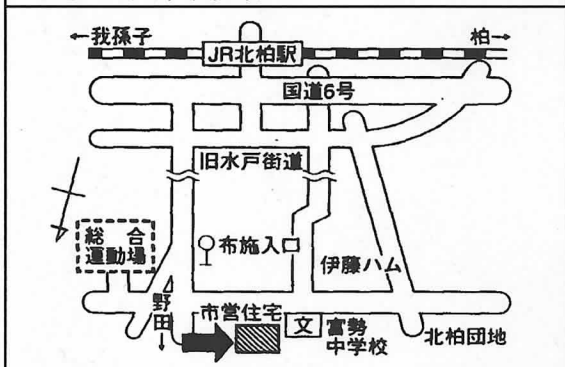 ←我孫子
柏→
JR北柏駅
国道6号
旧水戸街道
総合
運動場
布施入口
伊藤ハム
野田↓
市営住宅
文
富勢
中学校
北柏団地